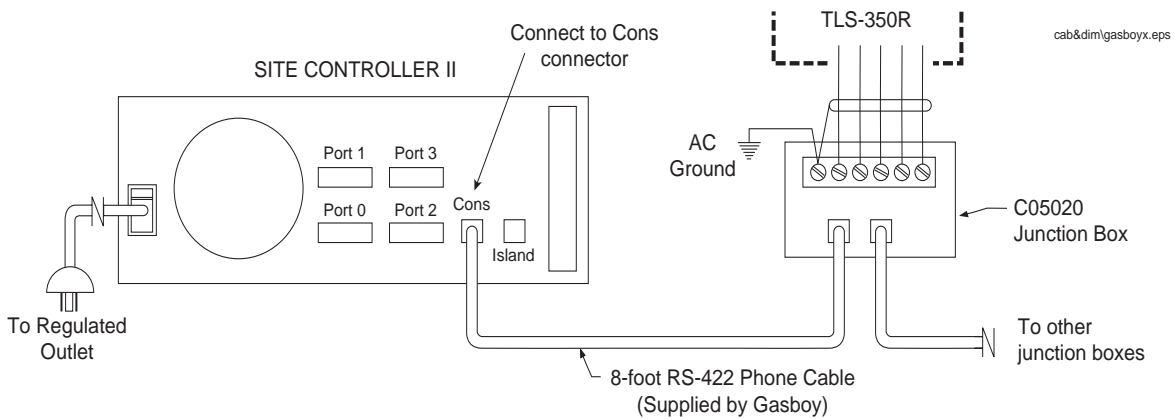 TLS-350R
cab&dim\gasboyx.eps
Connect to Cons
connector
SITE CONTROLLER II
AC
Ground
Port 1
Port 3
Port 0
Port 2
Cons
Island
C05020
Junction Box
To Regulated
Outlet
To other
junction boxes
8-foot RS-422 Phone Cable
(Supplied by Gasboy)